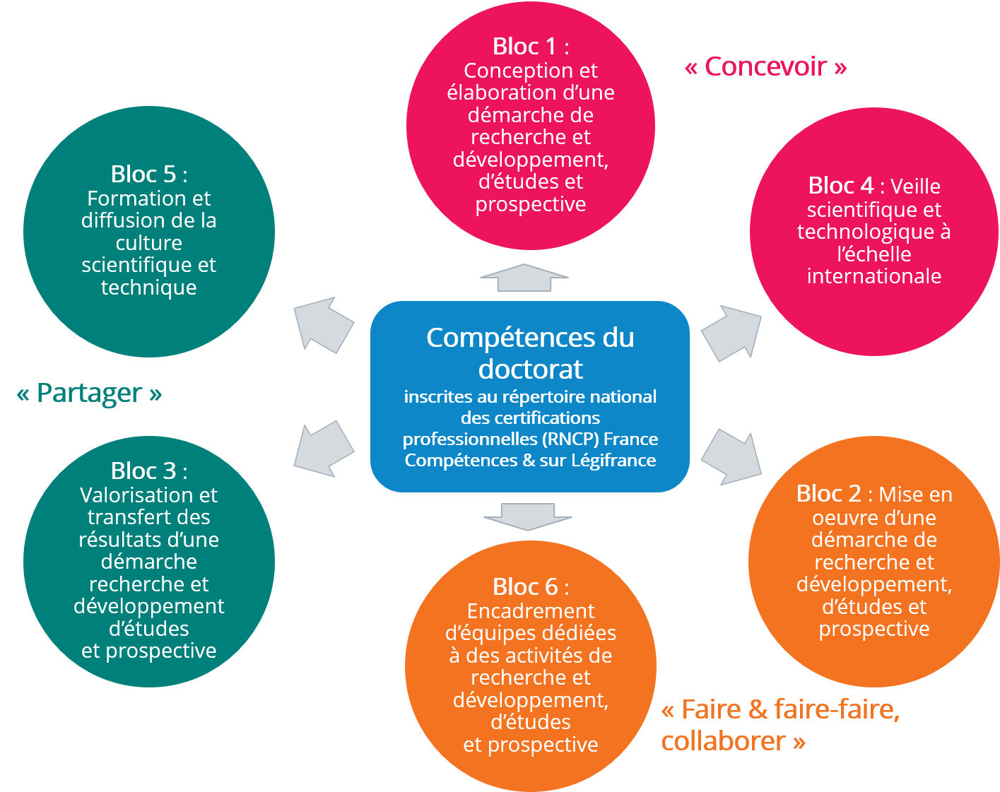 Bloc 1 :
Conception et
élaboration d’une
démarche de
recherche et
développement,
d’études et
prospective
« Concevoir »
Bloc 4 : Veille
scientifique et
technologique à
l’échelle
internationale
Bloc 5 :
Formation et
diffusion de la
culture
scientifique et
technique
Compétences du
doctorat
inscrites au répertoire national
des certifications
professionnelles (RNCP) France
Compétences & sur Légifrance
« Partager »
Bloc 3 :
Valorisation et
transfert des
résultats d’une
démarche
recherche et
développement
d’études
et prospective
Bloc 2 : Mise en
oeuvre d’une
démarche de
recherche et
développement,
d’études et
prospective
Bloc 6 :
Encadrement
d’équipes dédiées
à des activités de
recherche et
développement,
d’études
et prospective
« Faire & faire-faire,
collaborer »